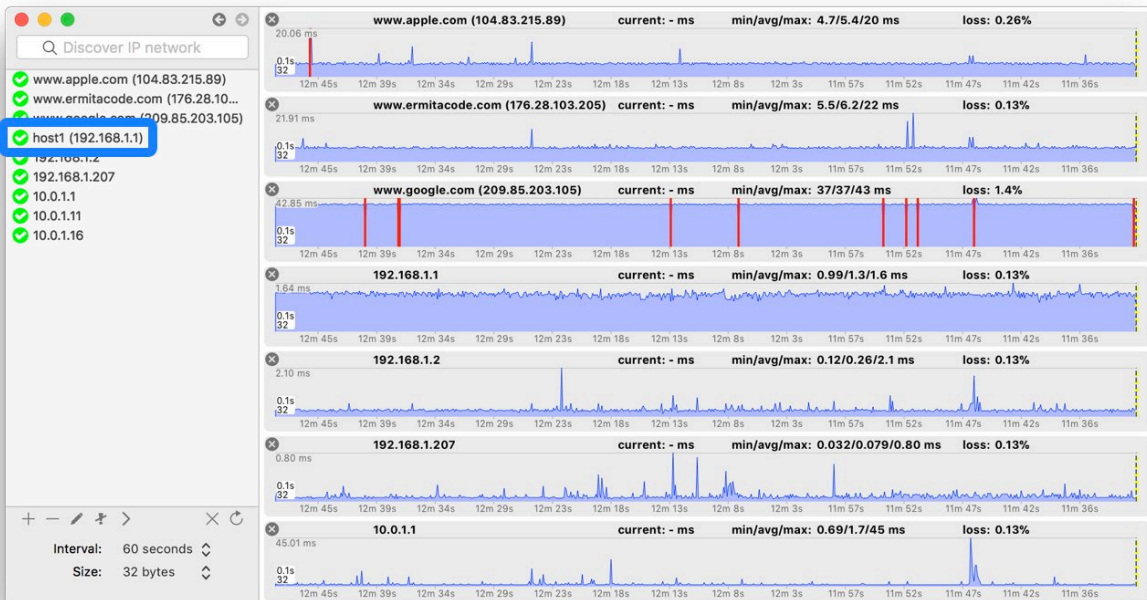 Discover IP network
www.apple.com (104.83.215.89)
www.ermitacode.com (176.28.10...
www.google.com (209.85.203.105)
host1 (192.168.1.1)
192.168.1.2
192.168.1.207
10.0.1.1
10.0.1.11
10.0.1.16
Interval: 60 seconds
Size: 32 bytes
www.apple.com (104.83.215.89) current: - ms min/avg/max: 4.7/5.4/20 ms loss: 0.26%
20.06 ms
0.1s
32
12m 45s 12m 39s 12m 34s 12m 29s 12m 23s 12m 18s 12m 13s 12m 8s 12m 3s 11m 57s 11m 52s 11m 47s 11m 42s 11m 36s
www.ermitacode.com (176.28.103.205) current: - ms min/avg/max: 5.5/6.2/22 ms loss: 0.13%
21.91 ms
0.1s
32
12m 45s 12m 39s 12m 34s 12m 29s 12m 23s 12m 18s 12m 13s 12m 8s 12m 3s 11m 57s 11m 52s 11m 47s 11m 42s 11m 36s
www.google.com (209.85.203.105) current: - ms min/avg/max: 37/37/43 ms loss: 1.4%
42.85 ms
0.1s
32
12m 45s 12m 39s 12m 34s 12m 29s 12m 23s 12m 18s 12m 13s 12m 8s 12m 3s 11m 57s 11m 52s 11m 47s 11m 42s 11m 36s
192.168.1.1 current: - ms min/avg/max: 0.99/1.3/1.6 ms loss: 0.13%
1.64 ms
0.1s
32
12m 45s 12m 39s 12m 34s 12m 29s 12m 23s 12m 18s 12m 13s 12m 8s 12m 3s 11m 57s 11m 52s 11m 47s 11m 42s 11m 36s
192.168.1.2 current: - ms min/avg/max: 0.12/0.26/2.1 ms loss: 0.13%
2.10 ms
0.1s
32
12m 45s 12m 39s 12m 34s 12m 29s 12m 23s 12m 18s 12m 13s 12m 8s 12m 3s 11m 57s 11m 52s 11m 47s 11m 42s 11m 36s
192.168.1.207 current: - ms min/avg/max: 0.032/0.079/0.80 ms loss: 0.13%
0.80 ms
0.1s
32
12m 45s 12m 39s 12m 34s 12m 29s 12m 23s 12m 18s 12m 13s 12m 8s 12m 3s 11m 57s 11m 52s 11m 47s 11m 42s 11m 36s
10.0.1.1 current: - ms min/avg/max: 0.69/1.7/45 ms loss: 0.13%
45.01 ms
0.1s
32
12m 45s 12m 39s 12m 34s 12m 29s 12m 23s 12m 18s 12m 13s 12m 8s 12m 3s 11m 57s 11m 52s 11m 47s 11m 42s 11m 36s